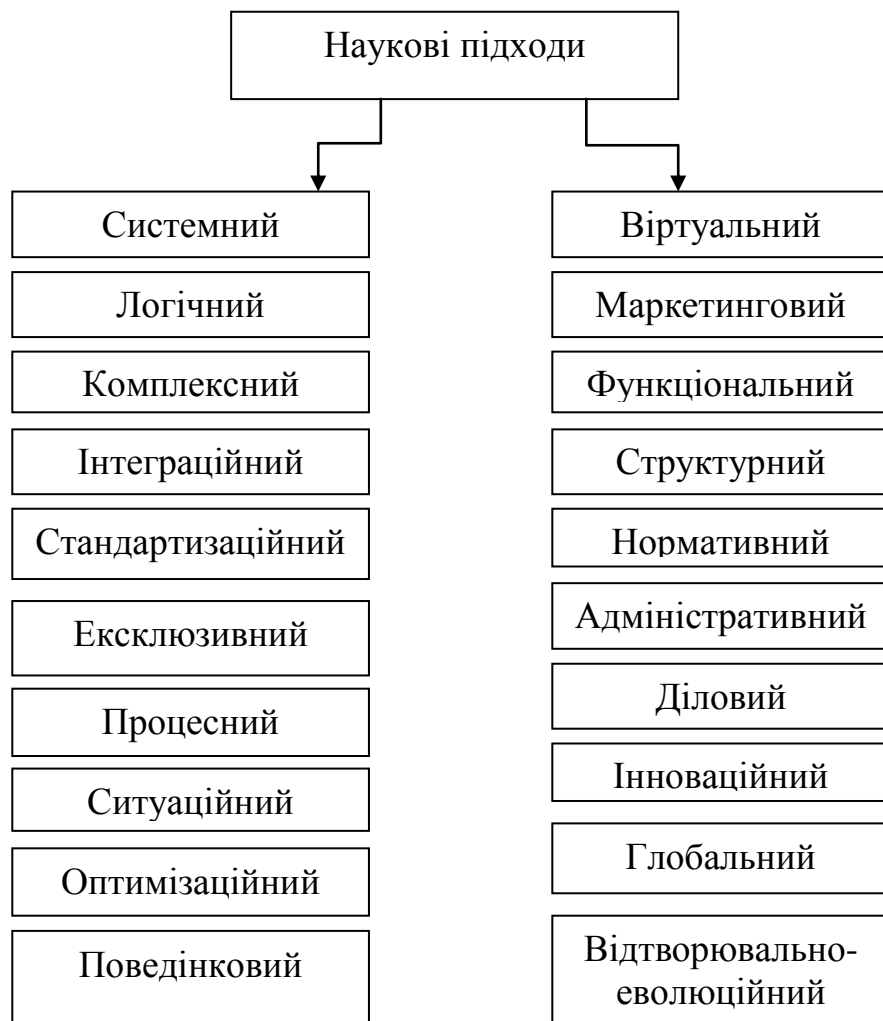 Наукові підходи
Системний
Логічний
Комплексний
Інтеграційний
Стандартизаційний
Ексклюзивний
Процесний
Ситуаційний
Оптимізаційний
Поведінковий
Віртуальний
Маркетинговий
Функціональний
Структурний
Нормативний
Адміністративний
Діловий
Інноваційний
Глобальний
Відтворювально-
еволюційний